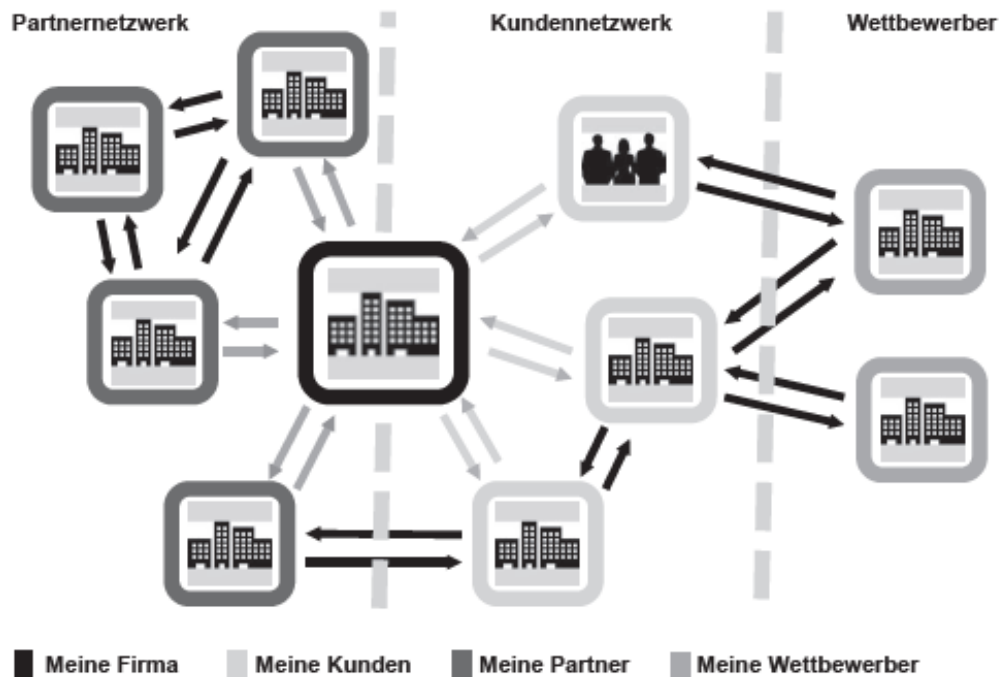 Partnernetzwerk
Kundennetzwerk
Wettbewerber
Meine Firma
Meine Kunden
Meine Partner
Meine Wettbewerber